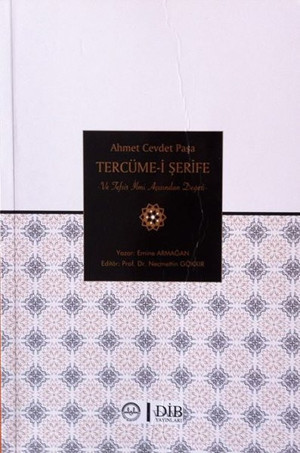 Ahmet Cevdet Paşa
TERCÜME-İ ŞERİFE
Ve Tefsir İlmi Açısından Değeri
Yazar: Emine ARMAĞAN
Editör: Prof. Dr. Necmettin GÖKKIR
DİB
YAYINLARI